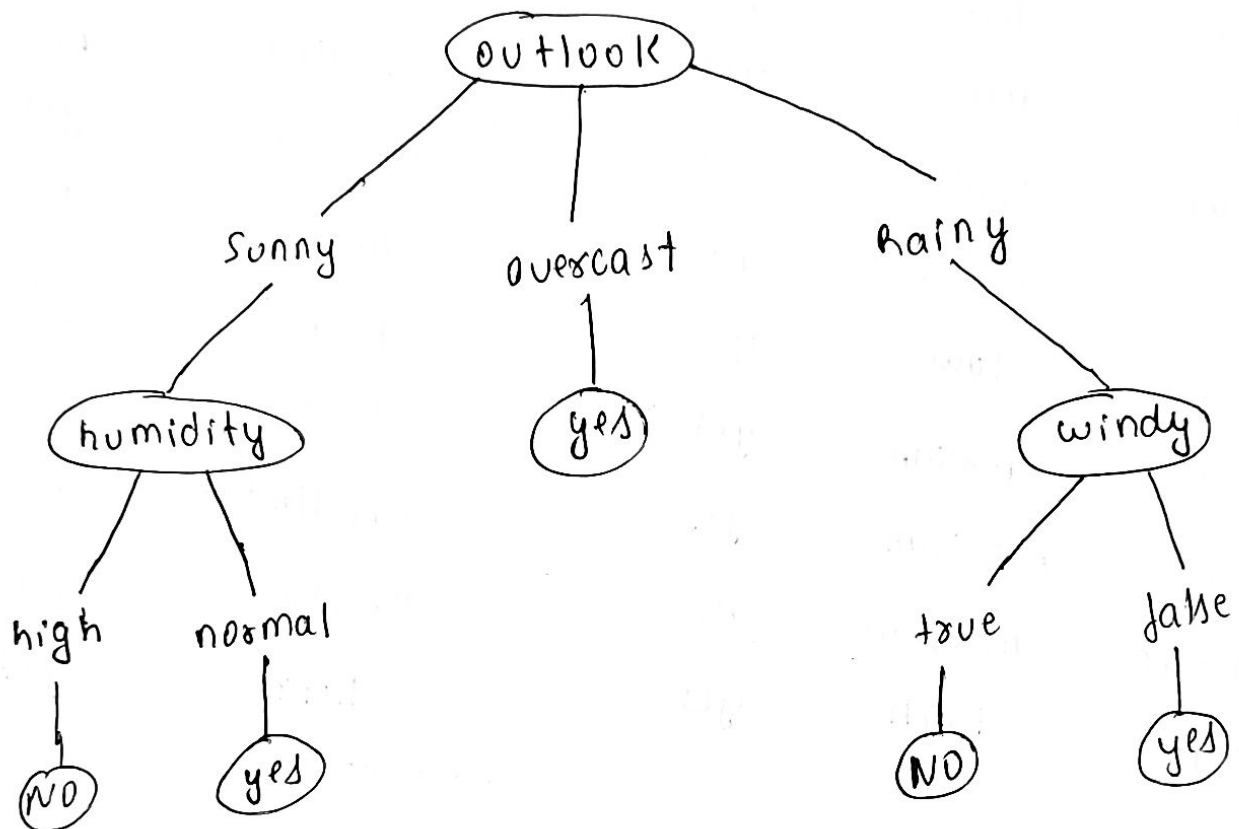 outlook
sunny
overcast
Rainy
humidity
yes
windy
high
normal
true
false
NO
yes
NO
yes